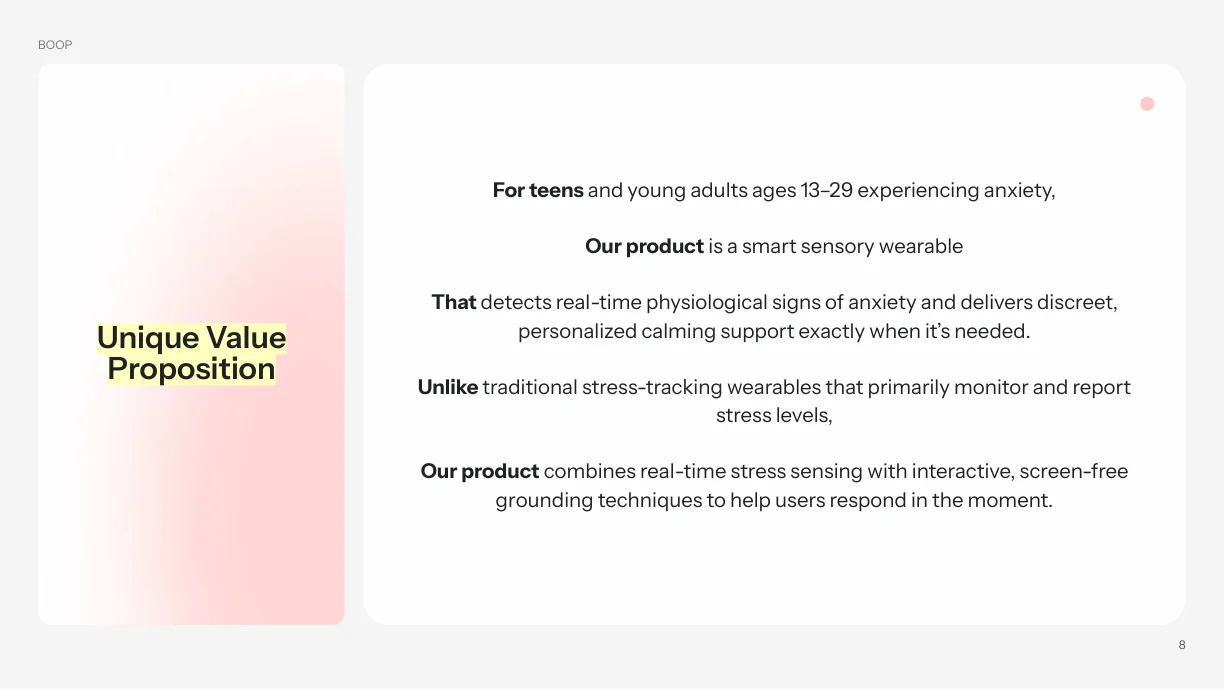 BOOP
Unique Value
Proposition
For teens and young adults ages 13–29 experiencing anxiety,
Our product is a smart sensory wearable
That detects real-time physiological signs of anxiety and delivers discreet,
personalized calming support exactly when it’s needed.
Unlike traditional stress-tracking wearables that primarily monitor and report
stress levels,
Our product combines real-time stress sensing with interactive, screen-free
grounding techniques to help users respond in the moment.
8